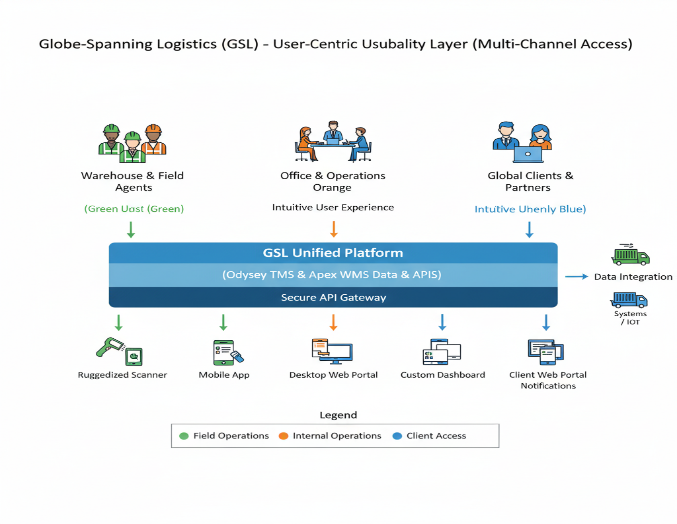 Globe-Spanning Logistics (GSL) - User-Centric Usubality Layer (Multi-Channel Access)
Warehouse & Field
Agents
(Green Uost (Green)
Office & Operations
Orange
Intuitive User Experience
Global Clients &
Partners
Intuitive Uhenly Blue)
GSL Unified Platform
(Odysey TMS & Apex WMS Data & APIS)
Secure API Gateway
Data Integration
Systems
/ IOT
Ruggedized Scanner
Mobile App
Desktop Web Portal
Custom Dashboard
Client Web Portal
Notifications
Legend
Field Operations
Internal Operations
Client Access